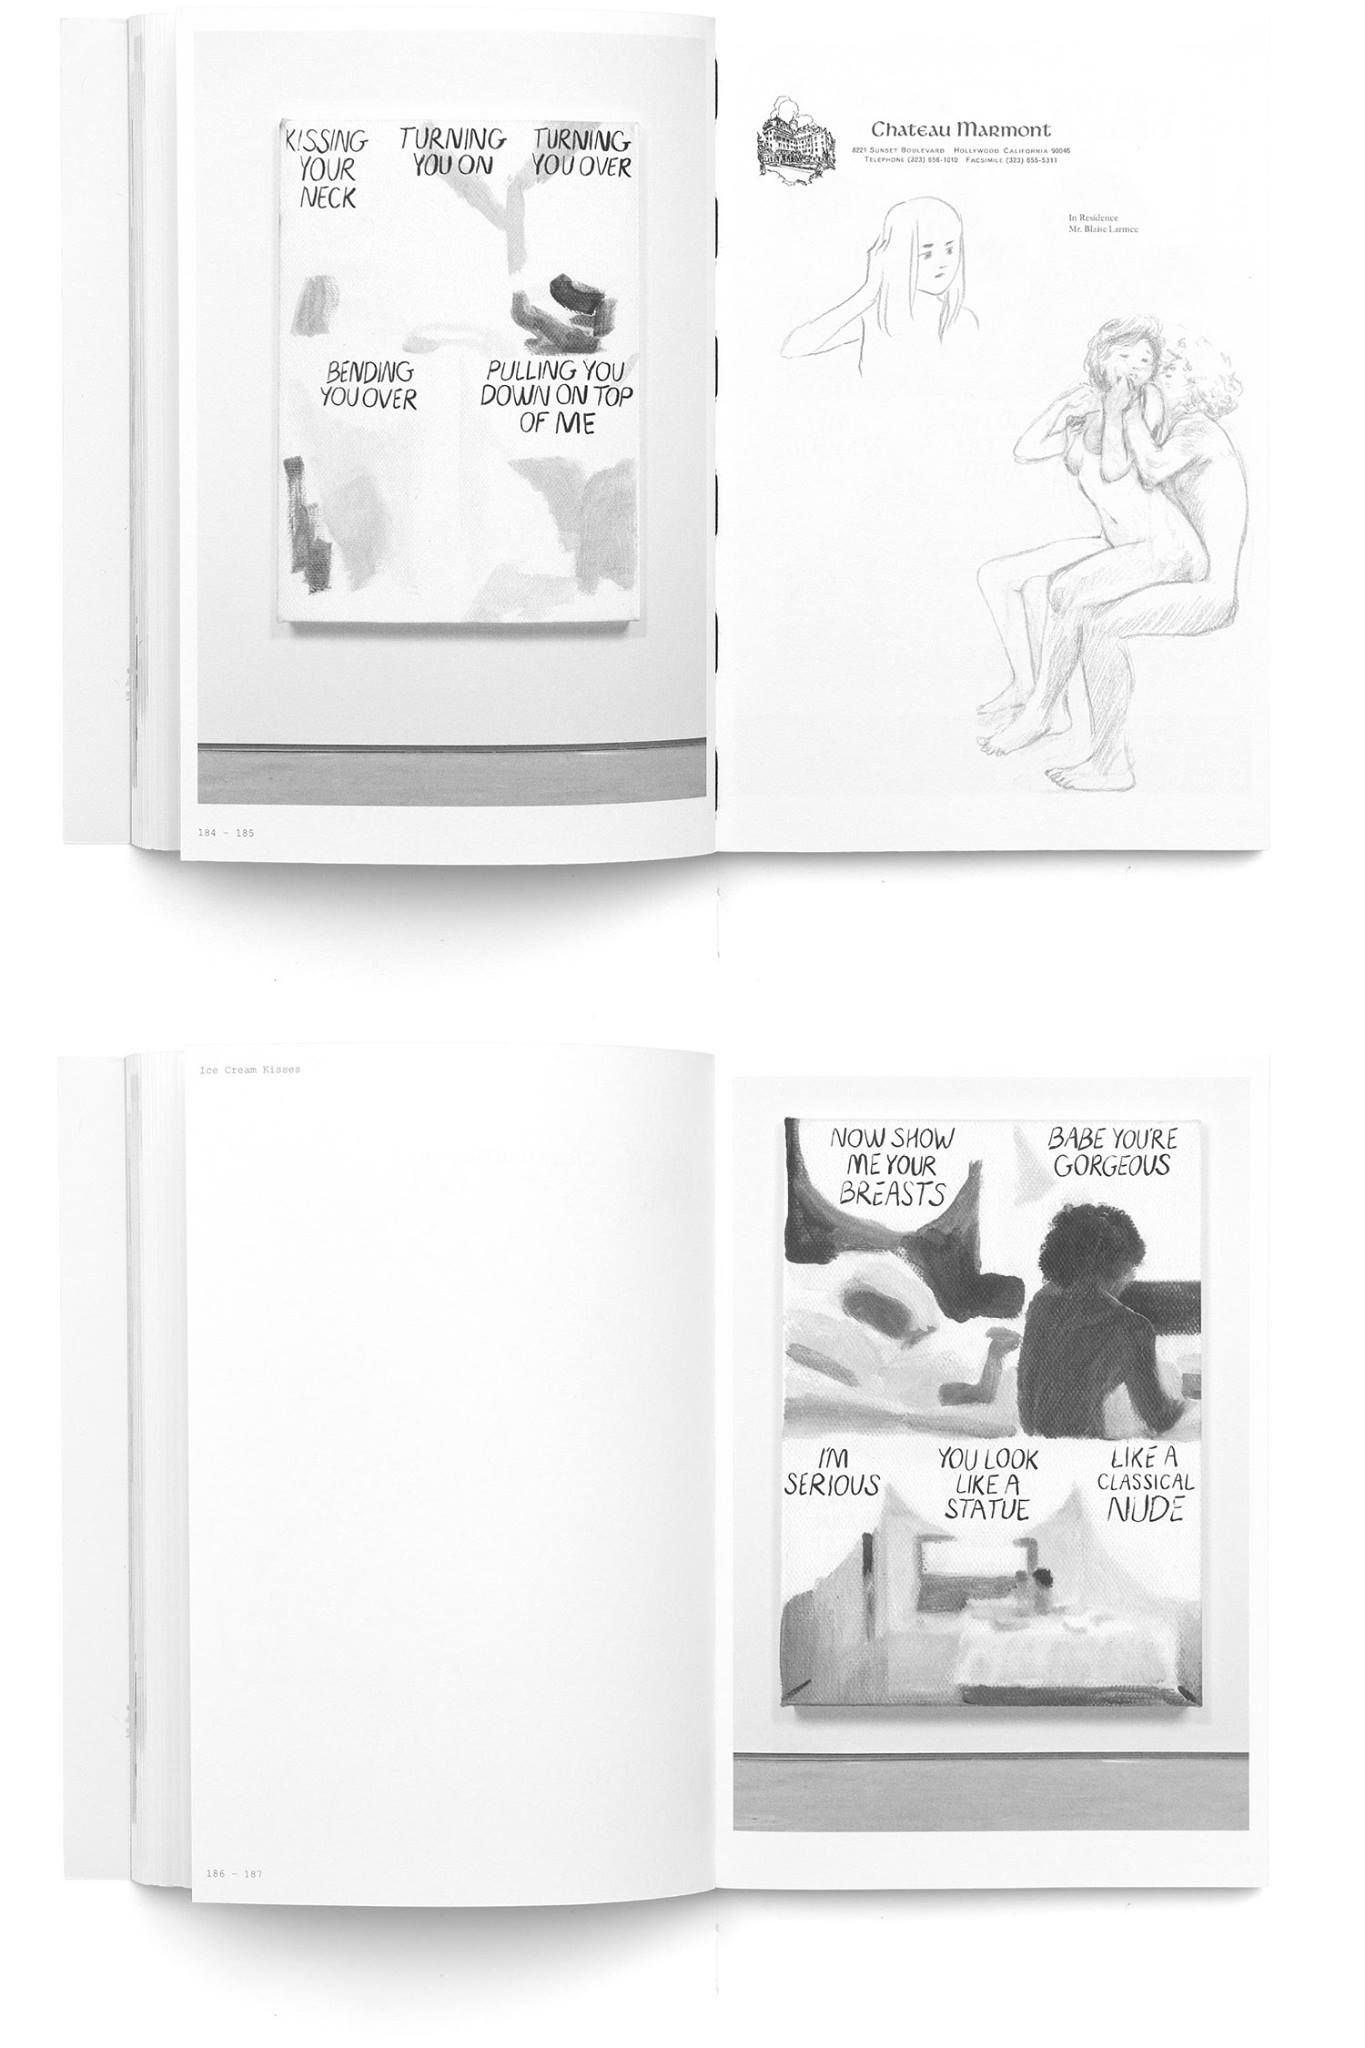 KISSING
YOUR
NECK
TURNING
YOU ON
TURNING
YOU OVER
BENDING
YOU OVER
PULLING YOU
DOWN ON TOP
OF ME
184 – 185
Chateau Marmont
8221 Sunset Boulevard Hollywood California 90046
Telephone (323) 656-1010 Facsimile (323) 655-5311
In Residence
Mr. Blaise Larmee
Ice Cream Kisses
186 – 187
NOW SHOW
ME YOUR
BREASTS
BABE YOU'RE
GORGEOUS
I'M
SERIOUS
YOU LOOK
LIKE A
STATUE
LIKE A
CLASSICAL
NUDE